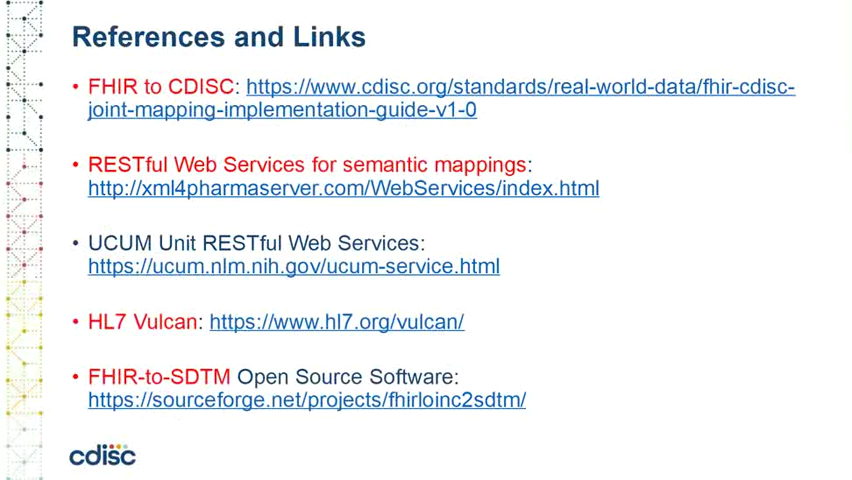 References and Links
• FHIR to CDISC: https://www.cdisc.org/standards/real-world-data/fhir-cdisc-
joint-mapping-implementation-guide-v1-0
• RESTful Web Services for semantic mappings:
http://xml4pharmaserver.com/WebServices/index.html
• UCUM Unit RESTful Web Services:
https://ucum.nlm.nih.gov/ucum-service.html
• HL7 Vulcan: https://www.hl7.org/vulcan/
• FHIR-to-SDTM Open Source Software:
https://sourceforge.net/projects/fhirloinc2sdtm/
cdisc